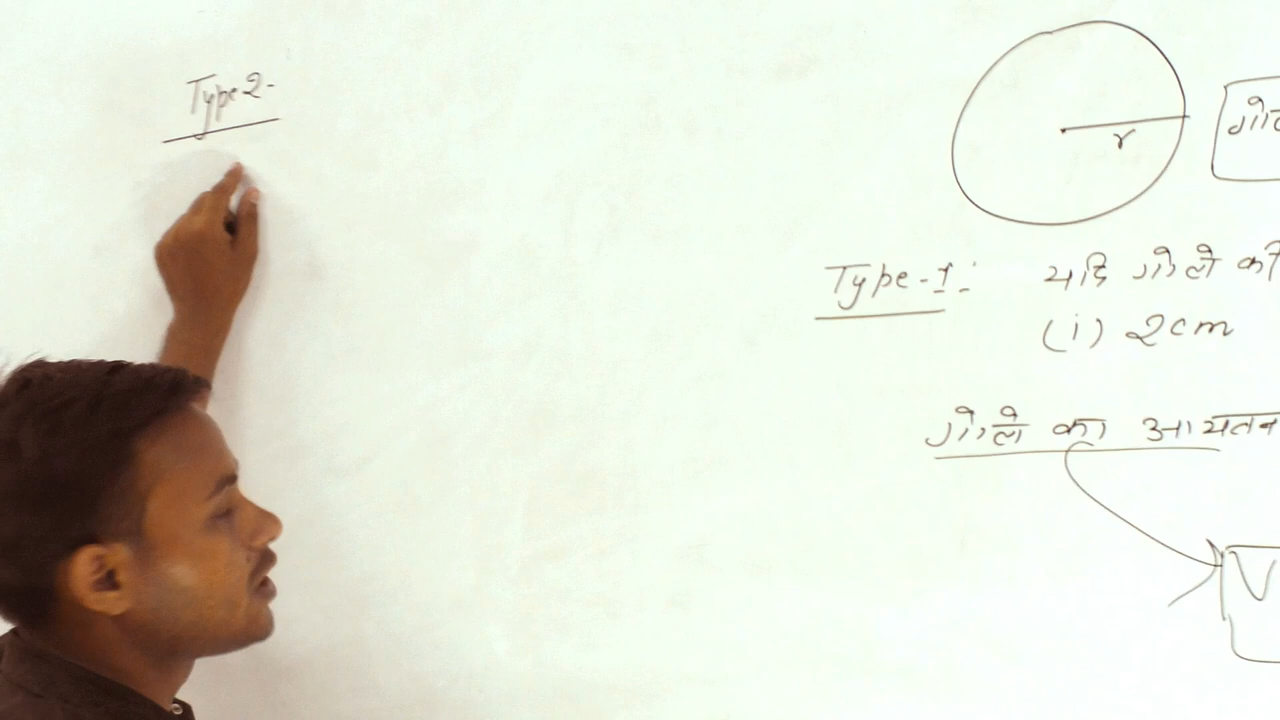 Type 2-
r
Type-1:
यदि गोले की
(i) 2cm
गोले का आयतन
V